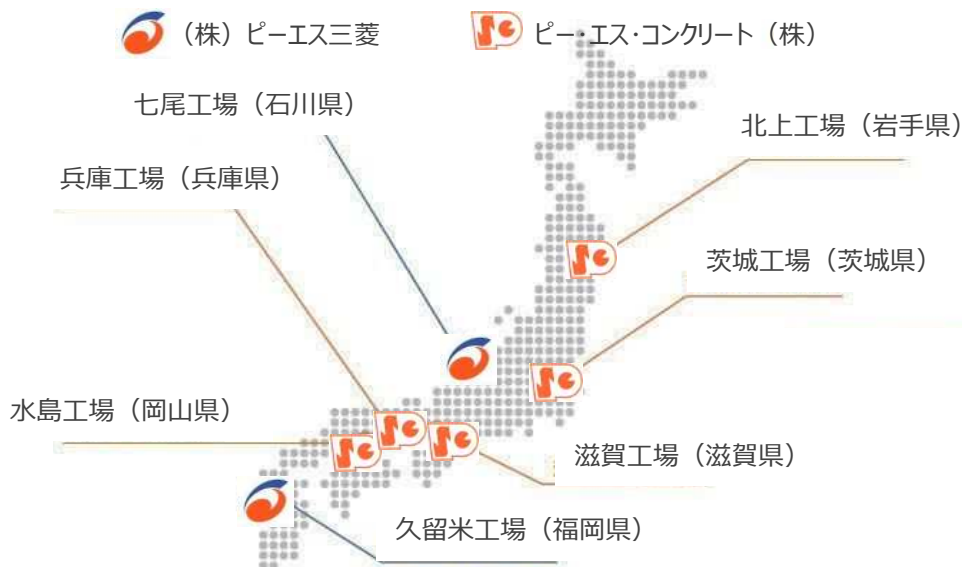 (株) ピーエス三菱
ピー・エス・コンクリート (株)
七尾工場(石川県)
北上工場(岩手県)
兵庫工場(兵庫県)
茨城工場(茨城県)
水島工場(岡山県)
滋賀工場(滋賀県)
久留米工場(福岡県)